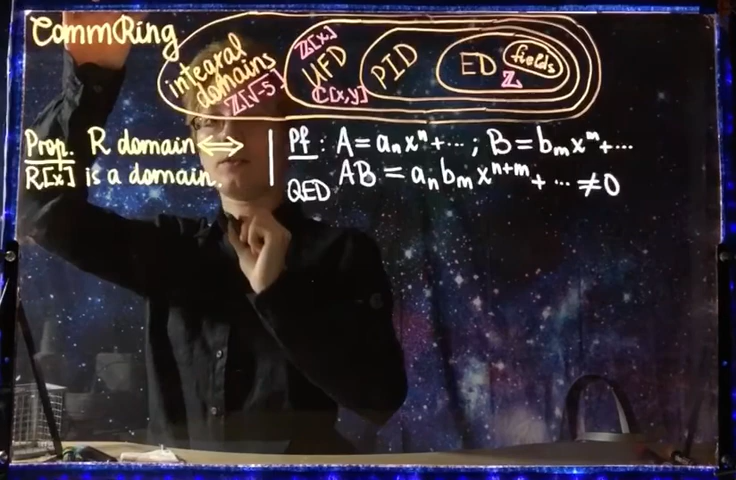 CommRing
integral
domains
Z[√-5]
Z[x]
UFD
C[x,y]
PID
ED
fields
Z
Prop. R domain ⟺
R[x] is a domain.
Pf : A = aₙxⁿ + ⋯ ; B = bₘxᵐ + ⋯
QED AB = aₙbₘxⁿ⁺ᵐ + ⋯ ≠ 0